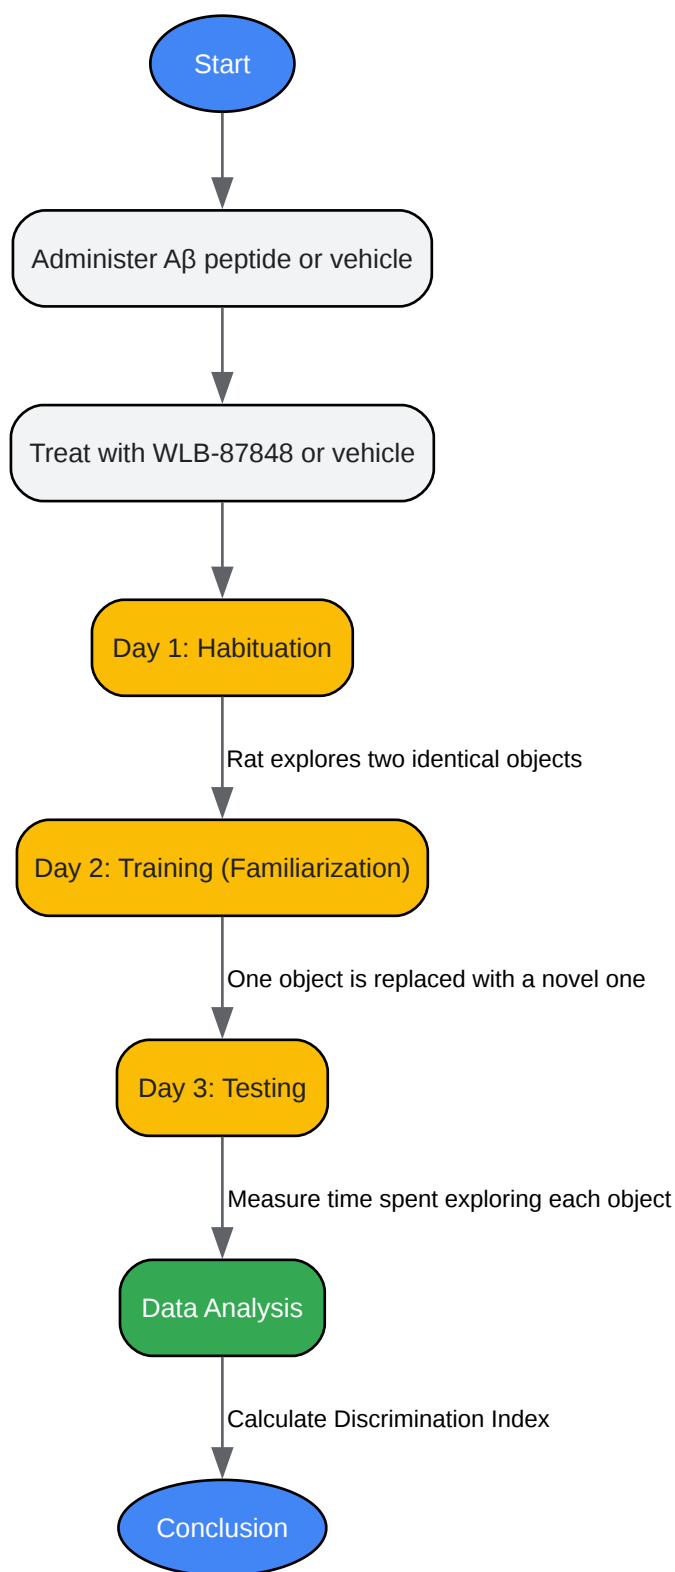 Start
Administer Aβ peptide or vehicle
Treat with WLB-87848 or vehicle
Day 1: Habituation
Rat explores two identical objects
Day 2: Training (Familiarization)
One object is replaced with a novel one
Day 3: Testing
Measure time spent exploring each object
Data Analysis
Calculate Discrimination Index
Conclusion